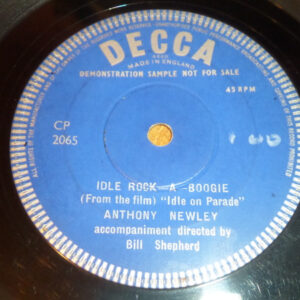 DECCA
MADE IN ENGLAND
DEMONSTRATION SAMPLE NOT FOR SALE
45 RPM
CP
2065
IDLE ROCK-A-BOOGIE
(From the film) "Idle on Parade"
ANTHONY NEWLEY
accompaniment directed by
Bill Shepherd